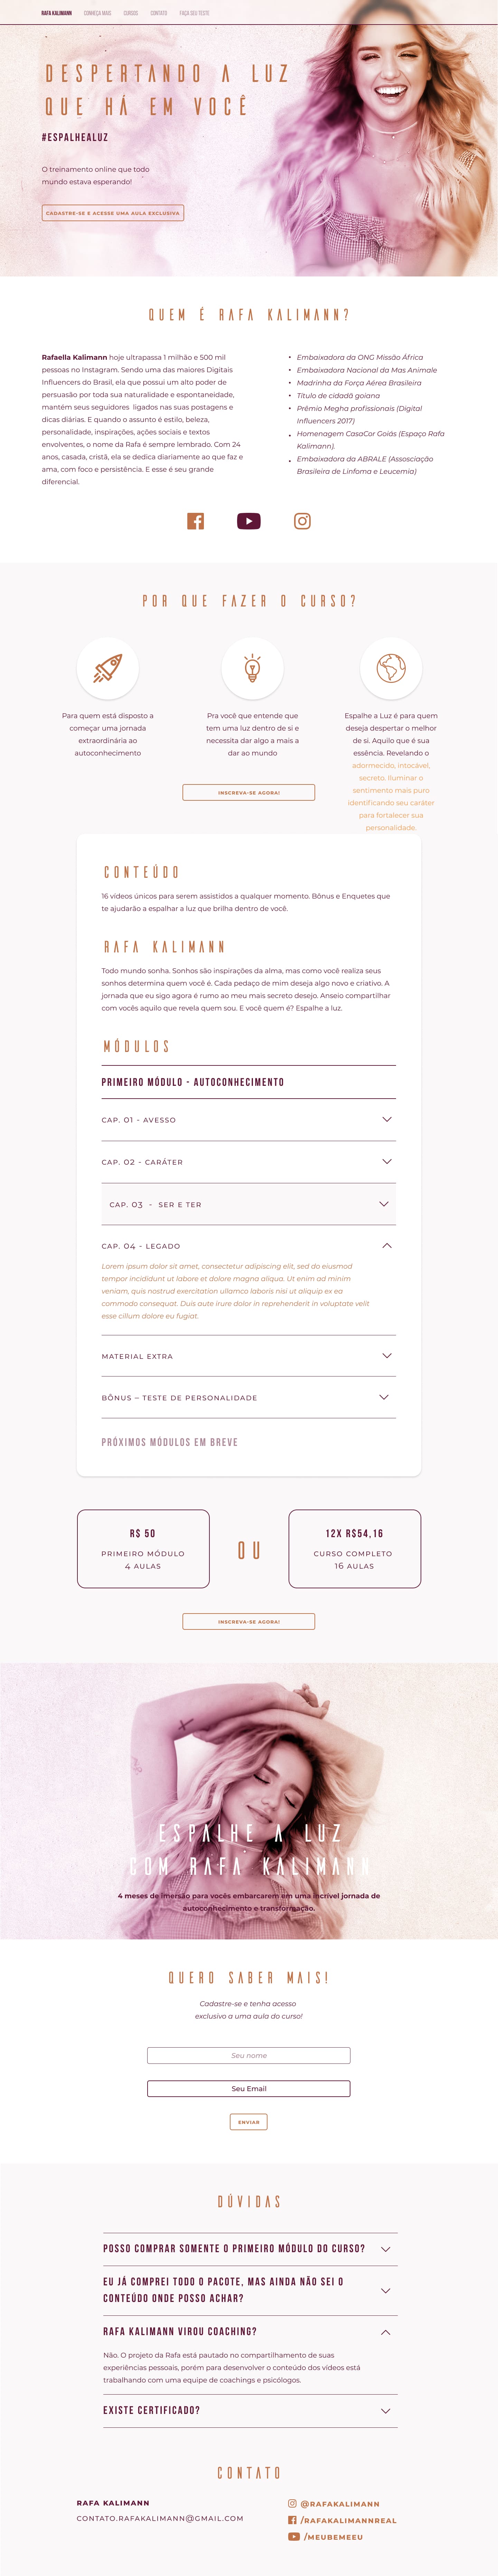 RAFA KALIMANN CONHEÇA MAIS CURSOS CONTATO FAÇA SEU TESTE
DESPERTANDO A LUZ
QUE HÁ EM VOCÊ
#ESPALHEALUZ
O treinamento online que todo
mundo estava esperando!
CADASTRE-SE E ACESSE UMA AULA EXCLUSIVA
QUEM É RAFA KALIMANN?
Rafaella Kalimann hoje ultrapassa 1 milhão e 500 mil
pessoas no Instagram. Sendo uma das maiores Digitais
Influencers do Brasil, ela que possui um alto poder de
persuasão por toda sua naturalidade e espontaneidade,
mantém seus seguidores ligados nas suas postagens e
dicas diárias. E quando o assunto é estilo, beleza,
personalidade, inspirações, ações sociais e textos
envolventes, o nome da Rafa é sempre lembrado. Com 24
anos, casada, cristã, ela se dedica diariamente ao que faz e
ama, com foco e persistência. E esse é seu grande
diferencial.
• Embaixadora da ONG Missão África
• Embaixadora Nacional da Mas Animale
• Madrinha da Força Aérea Brasileira
• Título de cidadã goiana
• Prêmio Megha profissionais (Digital
Influencers 2017)
• Homenagem CasaCor Goiás (Espaço Rafa
Kalimann).
• Embaixadora da ABRALE (Assosciação
Brasileira de Linfoma e Leucemia)
POR QUE FAZER O CURSO?
Para quem está disposto a
começar uma jornada
extraordinária ao
autoconhecimento
Pra você que entende que
tem uma luz dentro de si e
necessita dar algo a mais a
dar ao mundo
Espalhe a Luz é para quem
deseja despertar o melhor
de si. Aquilo que é sua
essência. Revelando o
adormecido, intocável,
secreto. Iluminar o
sentimento mais puro
identificando seu caráter
para fortalecer sua
personalidade.
INSCREVA-SE AGORA!
CONTEÚDO
16 vídeos únicos para serem assistidos a qualquer momento. Bônus e Enquetes que
te ajudarão a espalhar a luz que brilha dentro de você.
RAFA KALIMANN
Todo mundo sonha. Sonhos são inspirações da alma, mas como você realiza seus
sonhos determina quem você é. Cada pedaço de mim deseja algo novo e criativo. A
jornada que eu sigo agora é rumo ao meu mais secreto desejo. Anseio compartilhar
com vocês aquilo que revela quem sou. E você quem é? Espalhe a luz.
MÓDULOS
PRIMEIRO MÓDULO - AUTOCONHECIMENTO
CAP. 01 - AVESSO
CAP. 02 - CARÁTER
CAP. 03 - SER E TER
CAP. 04 - LEGADO
Lorem ipsum dolor sit amet, consectetur adipiscing elit, sed do eiusmod
tempor incididunt ut labore et dolore magna aliqua. Ut enim ad minim
veniam, quis nostrud exercitation ullamco laboris nisi ut aliquip ex ea
commodo consequat. Duis aute irure dolor in reprehenderit in voluptate velit
esse cillum dolore eu fugiat.
MATERIAL EXTRA
BÔNUS – TESTE DE PERSONALIDADE
PRÓXIMOS MÓDULOS EM BREVE
R$ 50
PRIMEIRO MÓDULO
4 AULAS
OU
12X R$54,16
CURSO COMPLETO
16 AULAS
INSCREVA-SE AGORA!
ESPALHE A LUZ
COM RAFA KALIMANN
4 meses de imersão para vocês embarcarem em uma incrível jornada de
autoconhecimento e transformação.
QUERO SABER MAIS!
Cadastre-se e tenha acesso
exclusivo a uma aula do curso!
Seu nome
Seu Email
ENVIAR
DÚVIDAS
POSSO COMPRAR SOMENTE O PRIMEIRO MÓDULO DO CURSO?
EU JÁ COMPREI TODO O PACOTE, MAS AINDA NÃO SEI O
CONTEÚDO ONDE POSSO ACHAR?
RAFA KALIMANN VIROU COACHING?
Não. O projeto da Rafa está pautado no compartilhamento de suas
experiências pessoais, porém para desenvolver o conteúdo dos vídeos está
trabalhando com uma equipe de coachings e psicólogos.
EXISTE CERTIFICADO?
CONTATO
RAFA KALIMANN
CONTATO.RAFAKALIMANN@GMAIL.COM
@RAFAKALIMANN
/RAFAKALIMANNREAL
/MEUBEMEEU